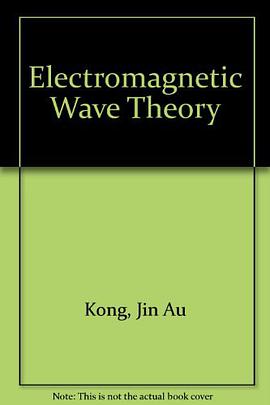 Electromagnetic
Wave Theory
Kong, Jin Au
Note: This is not the actual book cover